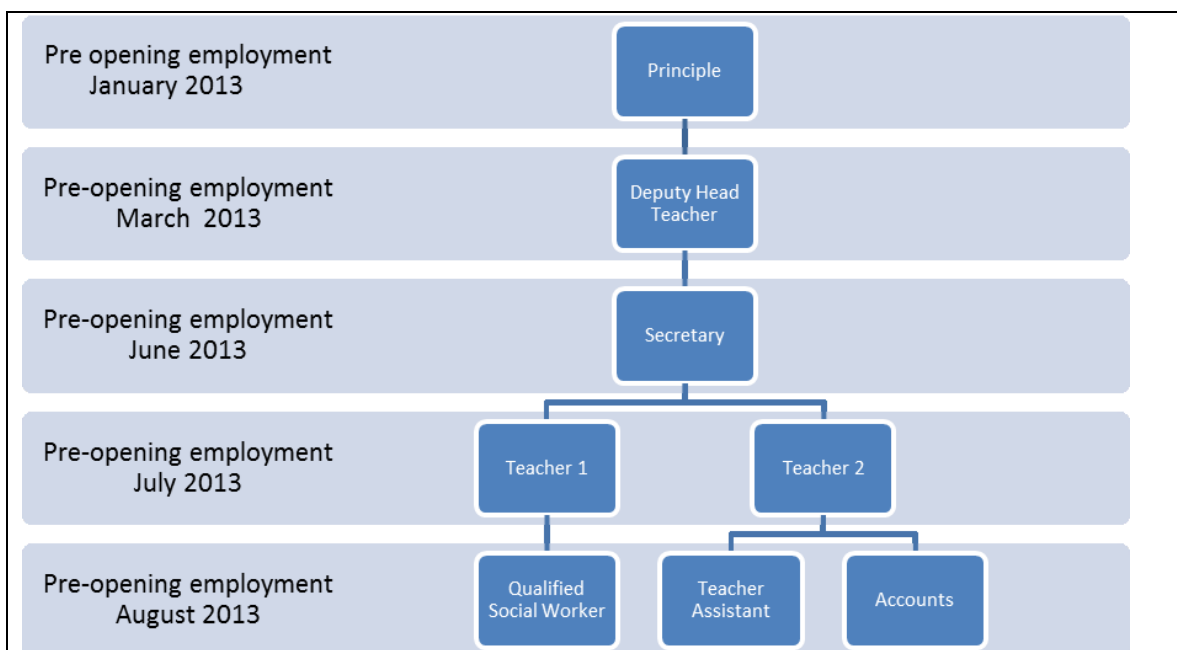 Pre opening employment
January 2013
Principle
Pre-opening employment
March  2013
Deputy Head
Teacher
Pre-opening employment
June 2013
Secretary
Pre-opening employment
July 2013
Teacher 1
Teacher 2
Pre-opening employment
August 2013
Qualified
Social Worker
Teacher
Assistant
Accounts